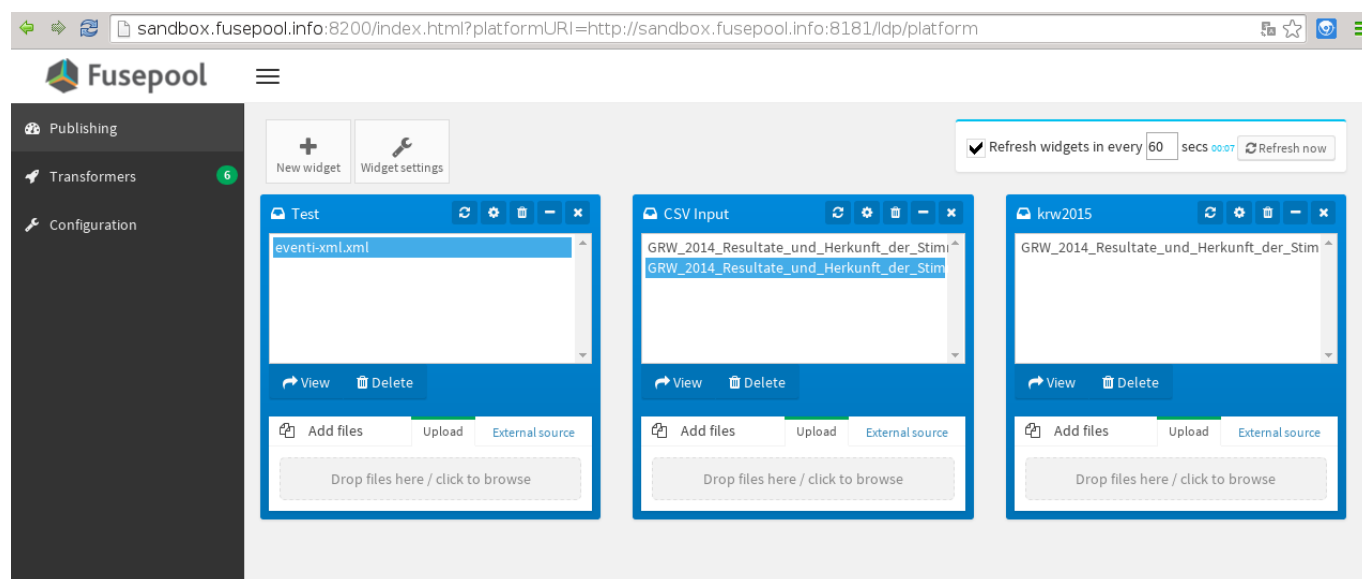 sandbox.fusepool.info:8200/index.html?platformURI=http://sandbox.fusepool.info:8181/ldp/platform
Fusepool
Publishing
Transformers 6
Configuration
New widget Widget settings
Refresh widgets in every 60 secs 00:07 Refresh now
Test
eventi-xml.xml
View Delete
Add files Upload External source
Drop files here / click to browse
CSV Input
GRW_2014_Resultate_und_Herkunft_der_Stim
GRW_2014_Resultate_und_Herkunft_der_Stim
View Delete
Add files Upload External source
Drop files here / click to browse
krw2015
GRW_2014_Resultate_und_Herkunft_der_Stim
View Delete
Add files Upload External source
Drop files here / click to browse